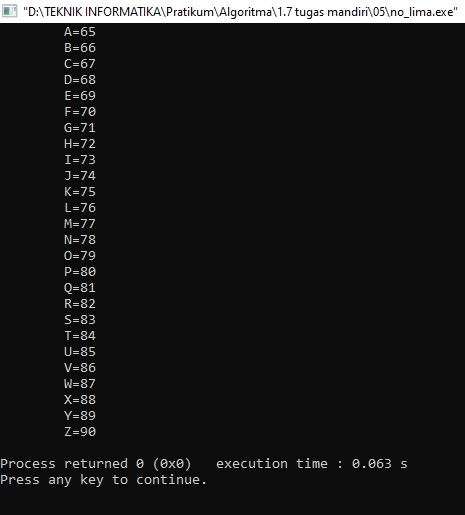 "D:\TEKNIK INFORMATIKA\Pratikum\Algoritma\1.7 tugas mandiri\05\no_lima.exe"
A=65
B=66
C=67
D=68
E=69
F=70
G=71
H=72
I=73
J=74
K=75
L=76
M=77
N=78
O=79
P=80
Q=81
R=82
S=83
T=84
U=85
V=86
W=87
X=88
Y=89
Z=90
Process returned 0 (0x0)   execution time : 0.063 s
Press any key to continue.